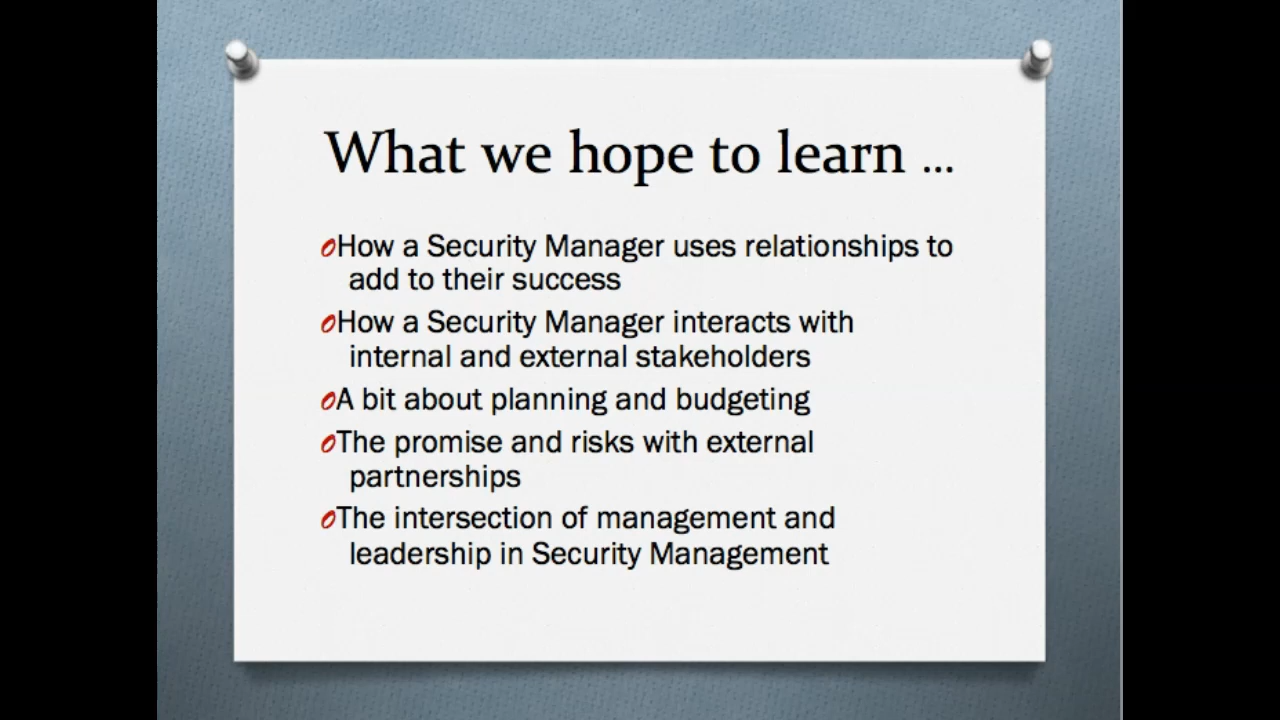 What we hope to learn ...
How a Security Manager uses relationships to
add to their success
How a Security Manager interacts with
internal and external stakeholders
A bit about planning and budgeting
The promise and risks with external
partnerships
The intersection of management and
leadership in Security Management